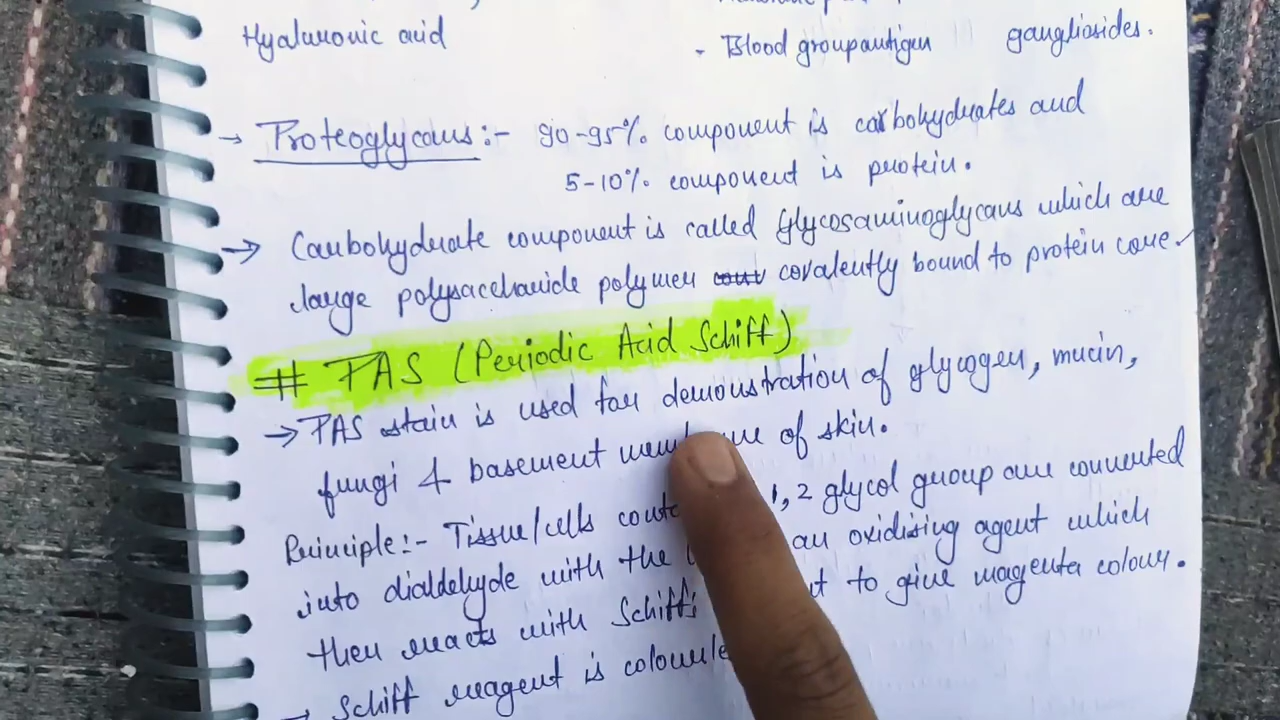 Hyaluronic acid
- Blood group antigen gangliosides.
→ Proteoglycans :- 90-95% component is carbohydrates and
5-10% component is protein.
→ Carbohydrate component is called Glycosaminoglycans which are
large polysaccharide polymer covalently bound to protein core.
# PAS (Periodic Acid Schiff)
→ PAS stain is used for demonstration of glycogen, mucin,
fungi & basement of skin.
Principle :- Tissue/cells 1, 2 glycol group are converted
into dialdehyde with the an oxidising agent which
then reacts with Schiff's to give magenta colour.
→ Schiff reagent is